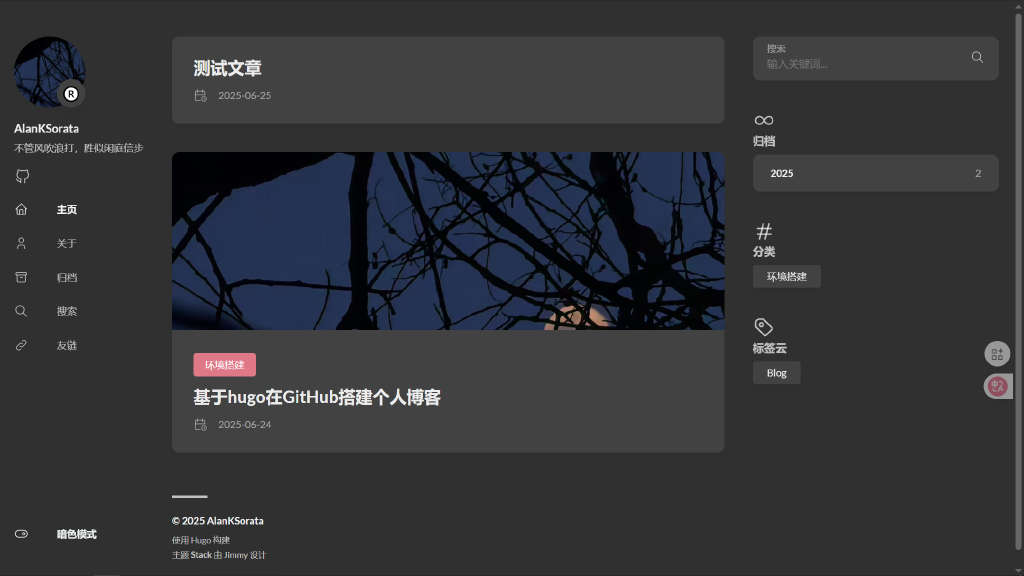 R
AlanKSorata
不管风吹浪打，胜似闲庭信步
主页
关于
归档
搜索
友链
暗色模式
测试文章
2025-06-25
环境搭建
基于hugo在GitHub搭建个人博客
2025-06-24
© 2025 AlanKSorata
使用 Hugo 构建
主题 Stack 由 Jimmy 设计
搜索
输入关键词...
归档
2025 2
分类
环境搭建
标签云
Blog
中A